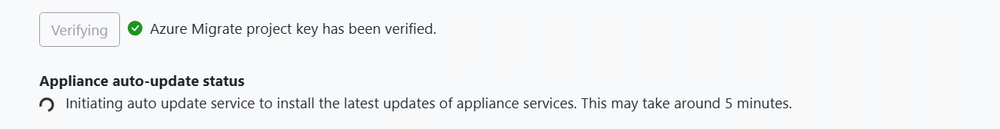 Verifying Azure Migrate project key has been verified.
Appliance auto-update status
Initiating auto update service to install the latest updates of appliance services. This may take around 5 minutes.